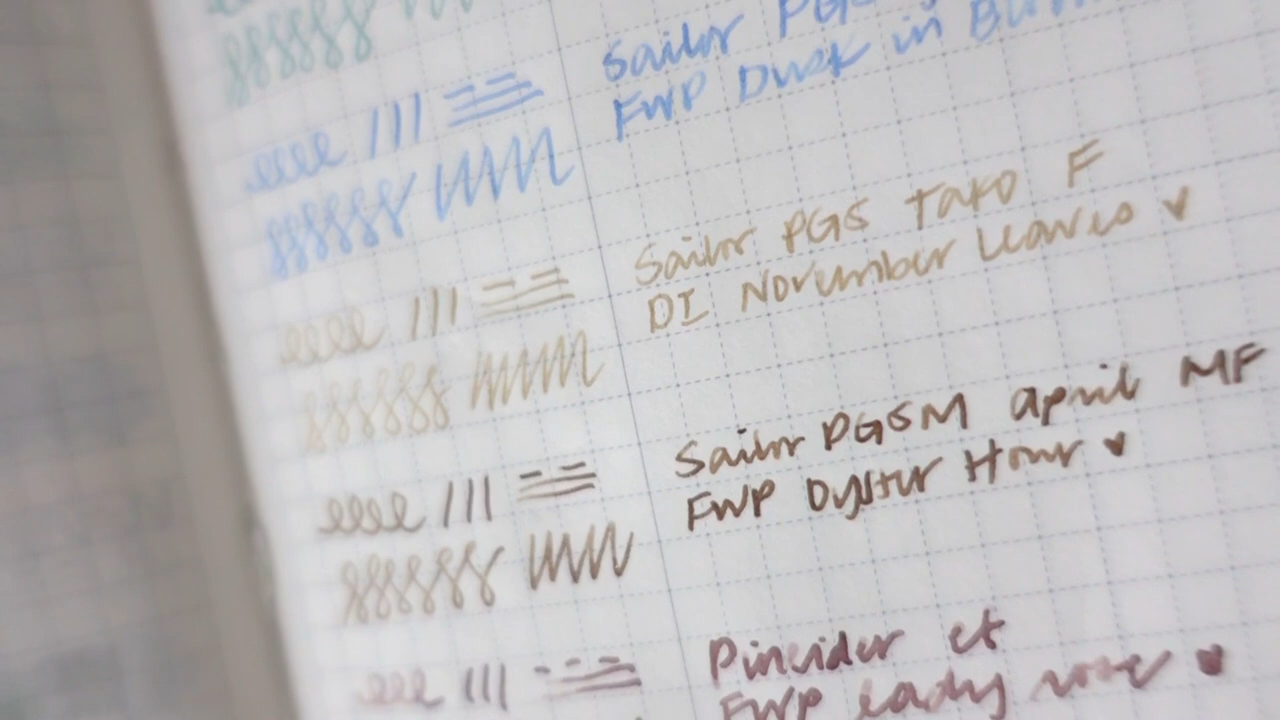 Sailor PGS
FWP Dusk in
Sailor PGS Tako F
DI November Leaves
Sailor PGSM april MF
FWP Oyster Hour
Pineider ct
FWP Lady rose